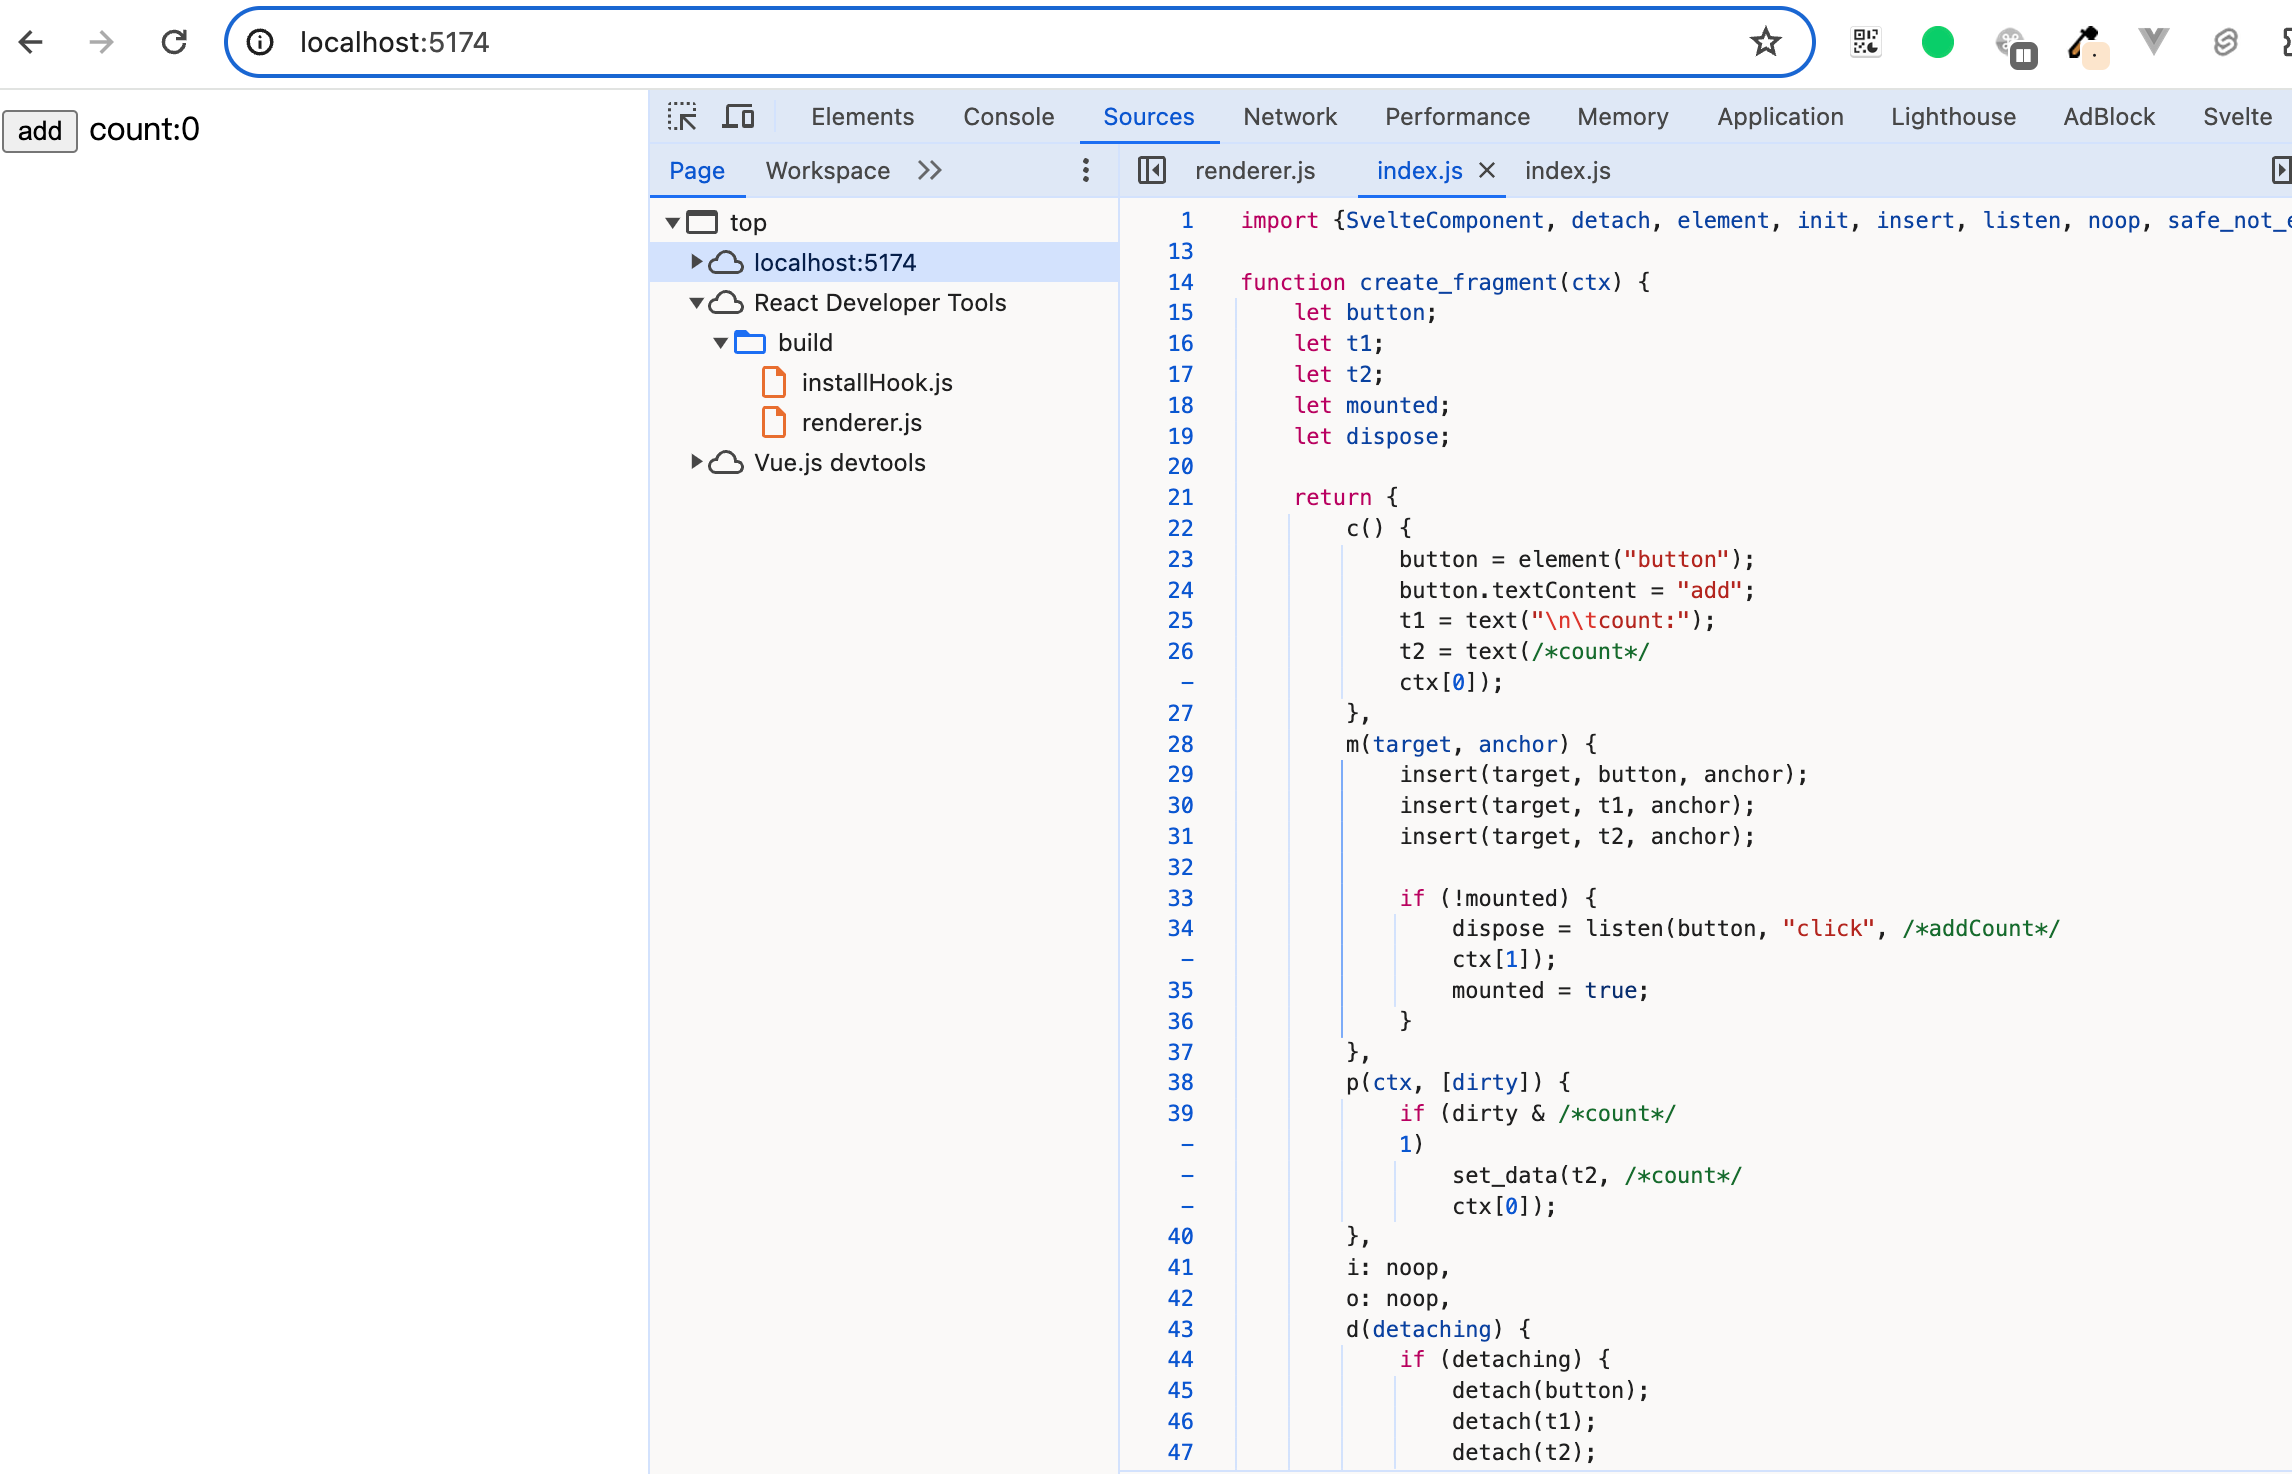 localhost:5174
add count:0
Elements Console Sources Network Performance Memory Application Lighthouse AdBlock Svelte
Page Workspace
renderer.js index.js index.js
top
localhost:5174
React Developer Tools
build
installHook.js
renderer.js
Vue.js devtools
1 import {SvelteComponent, detach, element, init, insert, listen, noop, safe_not_
13
14 function create_fragment(ctx) {
15 let button;
16 let t1;
17 let t2;
18 let mounted;
19 let dispose;
20
21 return {
22 c() {
23 button = element("button");
24 button.textContent = "add";
25 t1 = text("\n\tcount:");
26 t2 = text(/*count*/
- ctx[0]);
27 },
28 m(target, anchor) {
29 insert(target, button, anchor);
30 insert(target, t1, anchor);
31 insert(target, t2, anchor);
32
33 if (!mounted) {
34 dispose = listen(button, "click", /*addCount*/
- ctx[1]);
35 mounted = true;
36 }
37 },
38 p(ctx, [dirty]) {
39 if (dirty & /*count*/
- 1)
- set_data(t2, /*count*/
- ctx[0]);
40 },
41 i: noop,
42 o: noop,
43 d(detaching) {
44 if (detaching) {
45 detach(button);
46 detach(t1);
47 detach(t2);